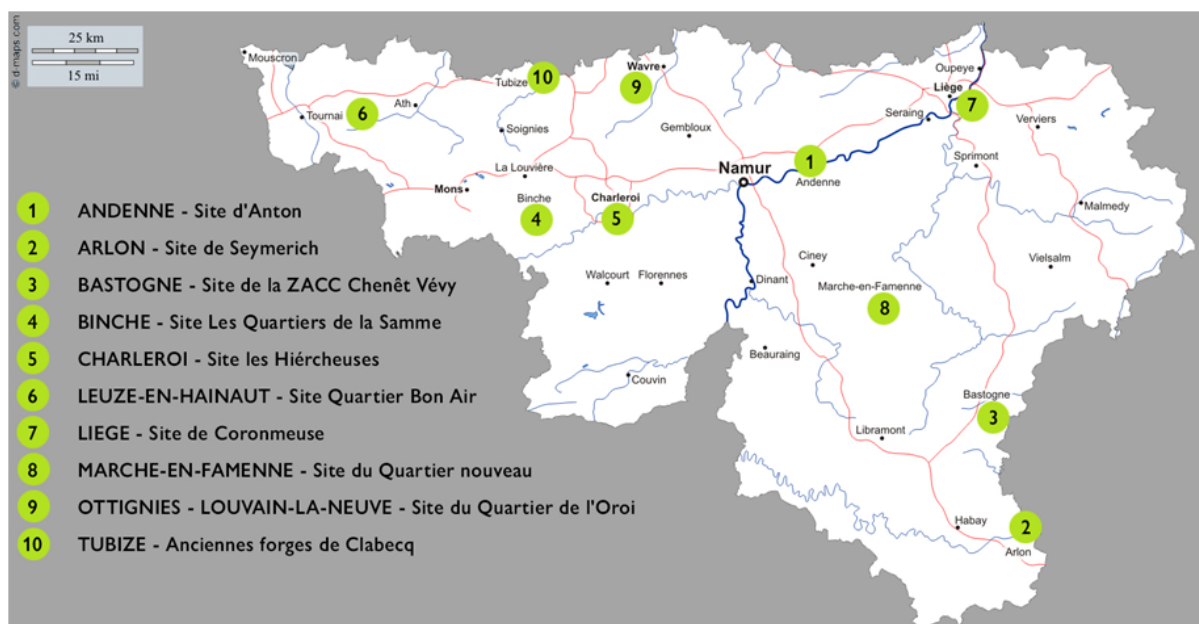 © d-maps.com
25 km
15 mi
Mouscron
Tubize
10
Wavre
9
Oupeye
Liège
7
Tournai
6
Ath
Soignies
Gembloux
Seraing
Verviers
La Louvière
Mons
Binche
4
Charleroi
5
Namur
1
Andenne
Sprimont
Malmedy
Walcourt
Florennes
Dinant
Ciney
Marche-en-Famenne
8
Vielsalm
Couvin
Beauraing
Bastogne
3
Libramont
Habay
2
Arlon
1 ANDENNE - Site d'Anton
2 ARLON - Site de Seymerich
3 BASTOGNE - Site de la ZACC Chenêt Vévy
4 BINCHE - Site Les Quartiers de la Samme
5 CHARLEROI - Site les Hiércheuses
6 LEUZE-EN-HAINAUT - Site Quartier Bon Air
7 LIEGE - Site de Coronmeuse
8 MARCHE-EN-FAMENNE - Site du Quartier nouveau
9 OTTIGNIES - LOUVAIN-LA-NEUVE - Site du Quartier de l'Oroi
10 TUBIZE - Anciennes forges de Clabecq